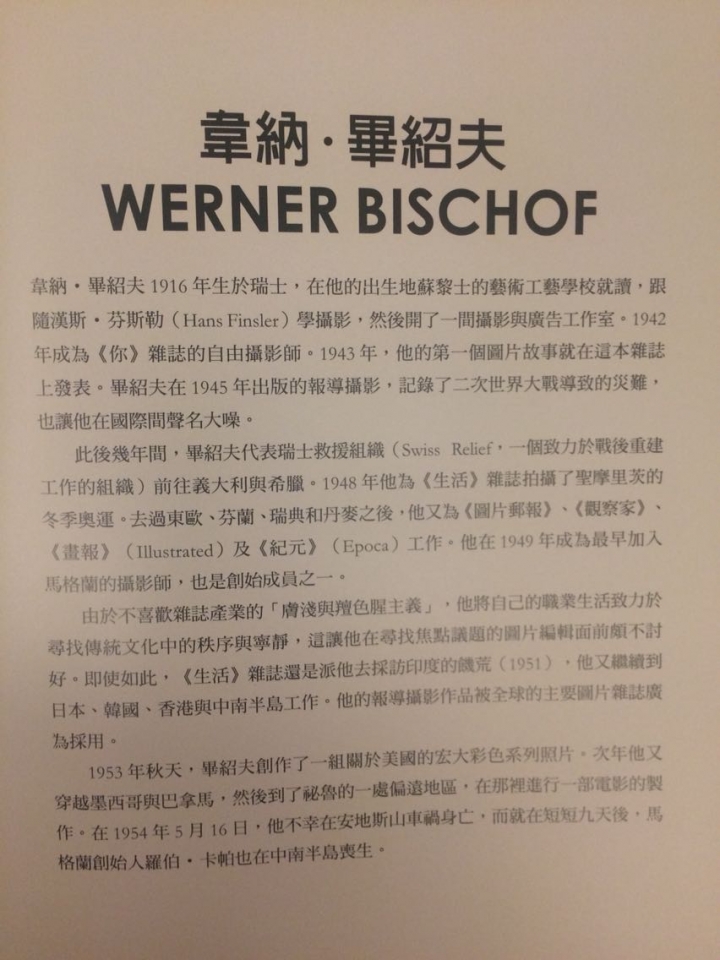 韋納·畢紹夫
WERNER BISCHOF
韋納·畢紹夫 1916 年生於瑞士，在他的出生地蘇黎士的藝術工藝學校就讀，跟
隨漢斯·芬斯勒（Hans Finsler）學攝影，然後開了一間攝影與廣告工作室。1942
年成為《你》雜誌的自由攝影師。1943 年，他的第一個圖片故事就在這本雜誌
上發表。畢紹夫在 1945 年出版的報導攝影，記錄了二次世界大戰導致的災難，
也讓他在國際間聲名大噪。
此後幾年間，畢紹夫代表瑞士救援組織（Swiss Relief，一個致力於戰後重建
工作的組織）前往義大利與希臘。1948 年他為《生活》雜誌拍攝了聖摩里茨的
冬季奧運。去過東歐、芬蘭、瑞典和丹麥之後，他又為《圖片郵報》、《觀察家》、
《畫報》（Illustrated）及《紀元》（Epoca）工作。他在 1949 年成為最早加入
馬格蘭的攝影師，也是創始成員之一。
由於不喜歡雜誌產業的「膚淺與羶色腥主義」，他將自己的職業生活致力於
尋找傳統文化中的秩序與寧靜，這讓他在尋找焦點議題的圖片編輯面前頗不討
好。即使如此，《生活》雜誌還是派他去採訪印度的饑荒（1951），他又繼續到
日本、韓國、香港與中南半島工作。他的報導攝影作品被全球的主要圖片雜誌廣
為採用。
1953 年秋天，畢紹夫創作了一組關於美國的宏大彩色系列照片。次年他又
穿越墨西哥與巴拿馬，然後到了祕魯的一處偏遠地區，在那裡進行一部電影的製
作。在 1954 年 5 月 16 日，他不幸在安地斯山車禍身亡，而就在短短九天後，馬
格蘭創始人羅伯·卡帕也在中南半島喪生。